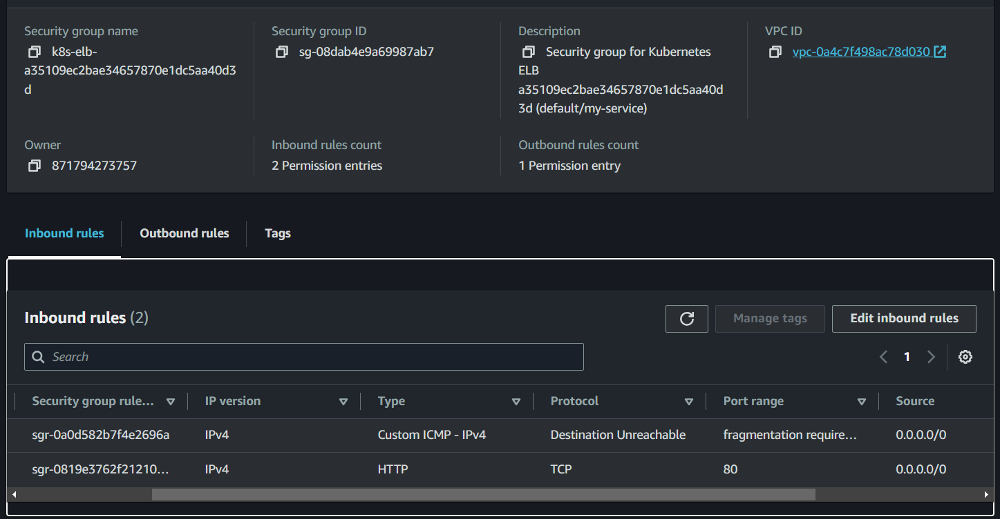 Security group name
k8s-elb-
a35109ec2bae34657870e1dc5aa40d3
d
Security group ID
sg-08dab4e9a69987ab7
Description
Security group for Kubernetes
ELB
a35109ec2bae34657870e1dc5aa40d
3d (default/my-service)
VPC ID
vpc-0a4c7f498ac78d030
Owner
871794273757
Inbound rules count
2 Permission entries
Outbound rules count
1 Permission entry
Inbound rules
Outbound rules
Tags
Inbound rules (2)
Manage tags
Edit inbound rules
Search
1
Security group rule... IP version Type Protocol Port range Source
sgr-0a0d582b7f4e2696a IPv4 Custom ICMP - IPv4 Destination Unreachable fragmentation require... 0.0.0.0/0
sgr-0819e3762f21210... IPv4 HTTP TCP 80 0.0.0.0/0